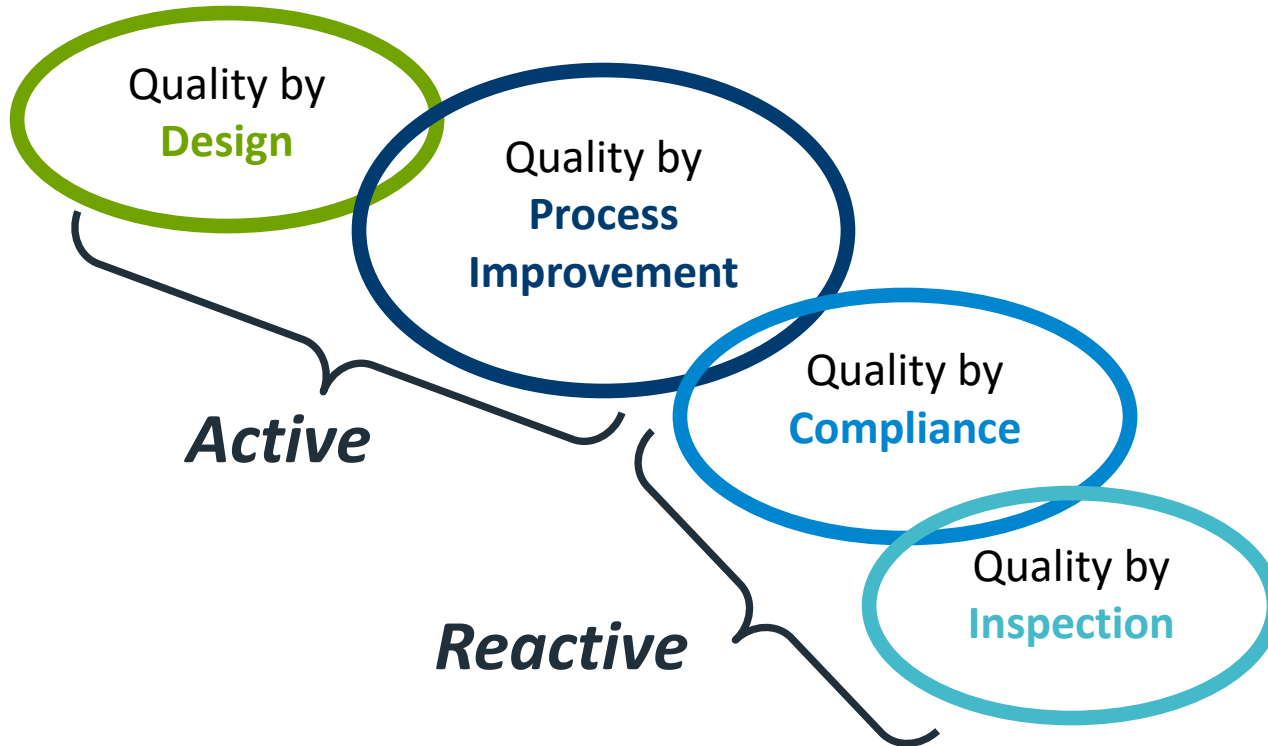 Quality by
Design
Quality by
Process
Improvement
Active
Quality by
Compliance
Reactive
Quality by
Inspection